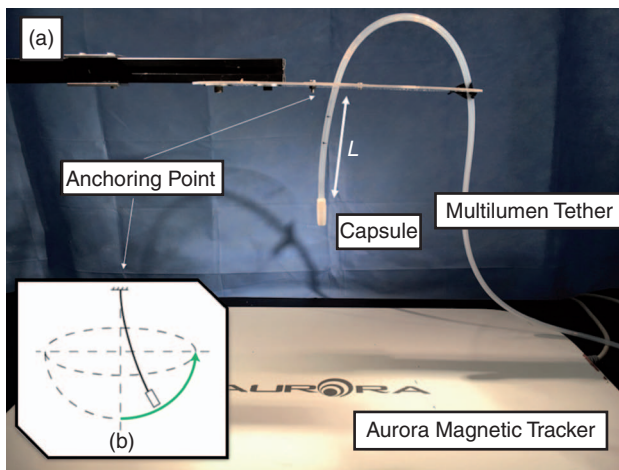 (a)
L
Anchoring Point
Multilumen Tether
Capsule
(b)
AURORA
Aurora Magnetic Tracker